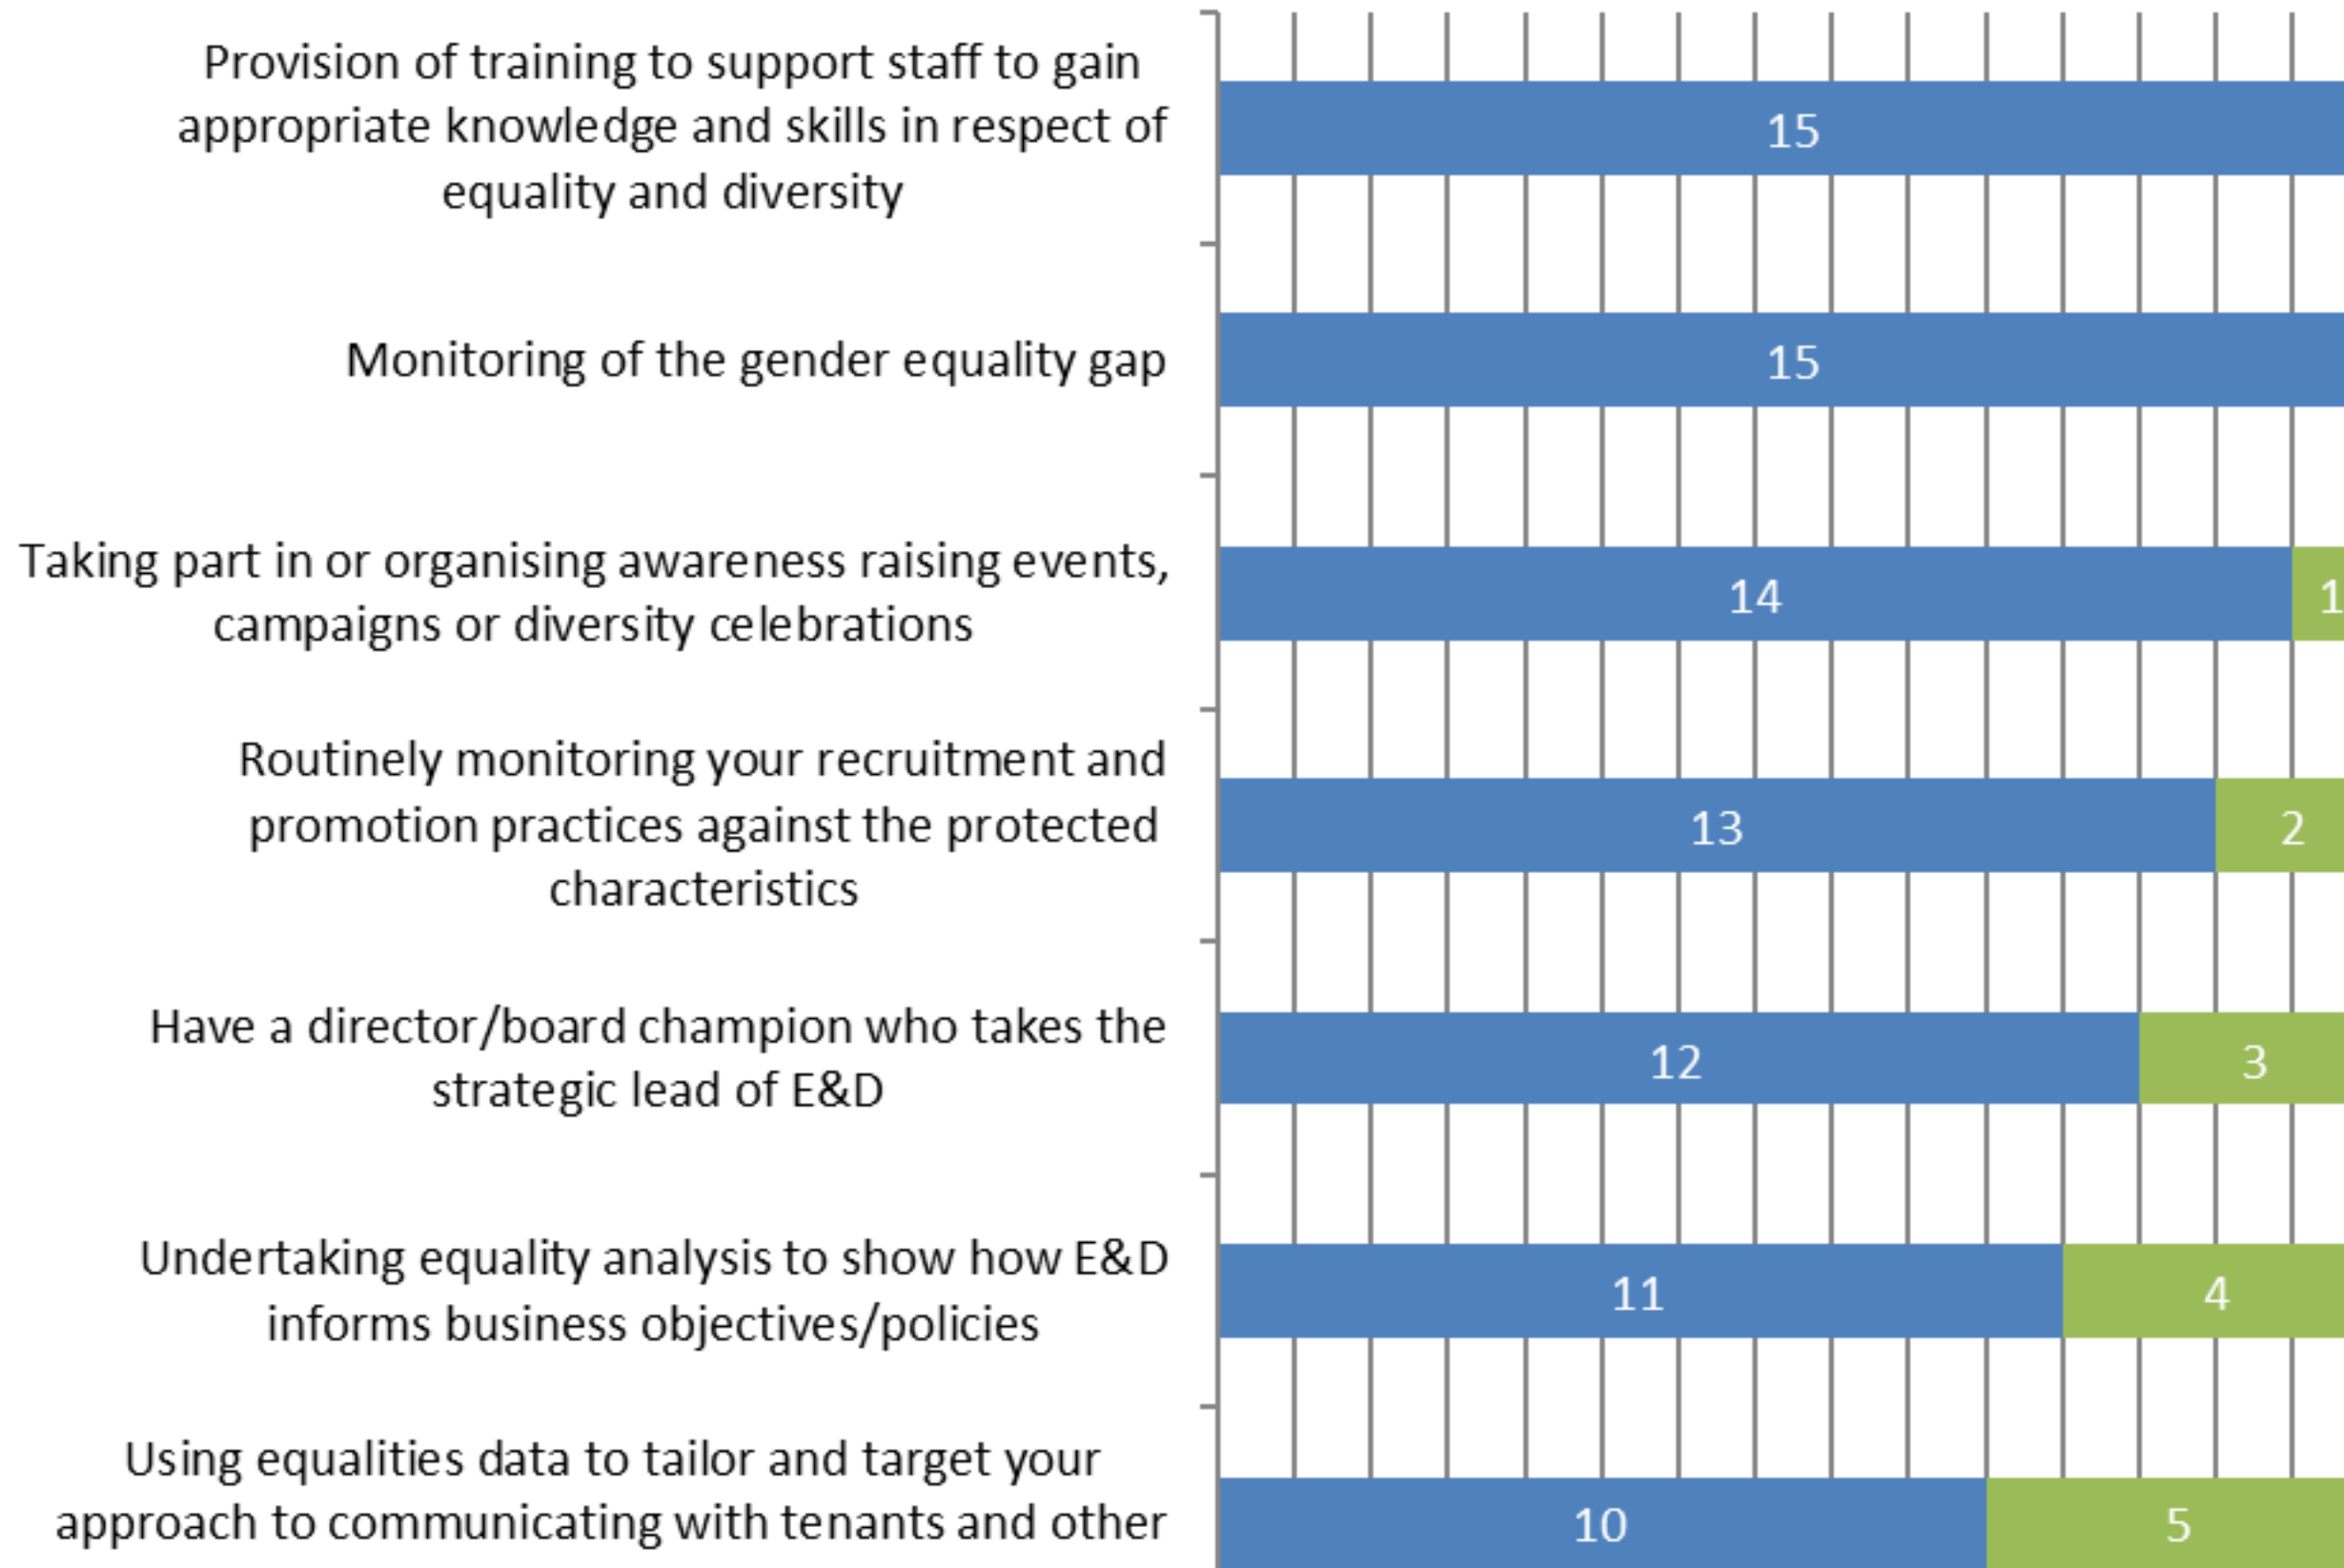 Provision of training to support staff to gain
appropriate knowledge and skills in respect of
equality and diversity
15
Monitoring of the gender equality gap
15
Taking part in or organising awareness raising events,
campaigns or diversity celebrations
14
1
Routinely monitoring your recruitment and
promotion practices against the protected
characteristics
13
2
Have a director/board champion who takes the
strategic lead of E&D
12
3
Undertaking equality analysis to show how E&D
informs business objectives/policies
11
4
Using equalities data to tailor and target your
approach to communicating with tenants and other
10
5